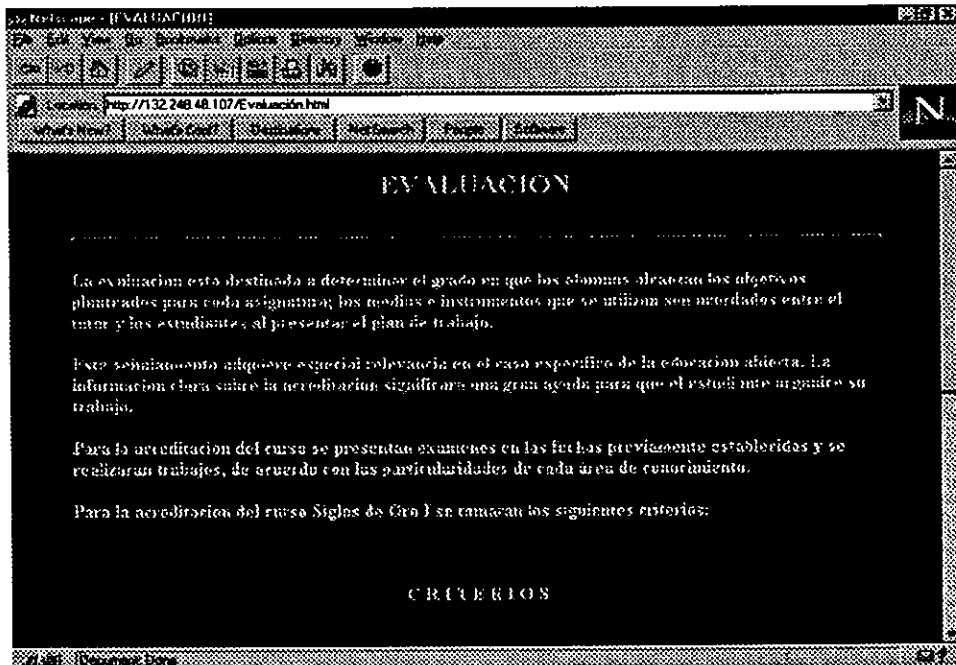 Netscape - [EVALUACION]
File Edit View Go Bookmarks Options Directory Window Help
Location: http://132.248.48.107/Evaluación.html
What's New? What's Cool? Destinations Net Search People Software
EVALUACION
La evaluacion esta destinada a determinar el grado en que los alumnos alcanzan los objetivos
planteados para cada asignatura; los medios e instrumentos que se utilizan son acordados entre el
tutor y los estudiantes al presentar el plan de trabajo.
Este señalamiento adquiere especial relevancia en el caso especifico de la educacion abierta. La
informacion clara sobre la acreditacion significara una gran ayuda para que el estudiante organice su
trabajo.
Para la acreditacion del curso se presentan examenes en las fechas previamente establecidas y se
realizaran trabajos, de acuerdo con las particularidades de cada área de conocimiento.
Para la acreditacion del curso Siglos de Oro I se tomaran los siguientes criterios:
C R I T E R I O S
Document: Done